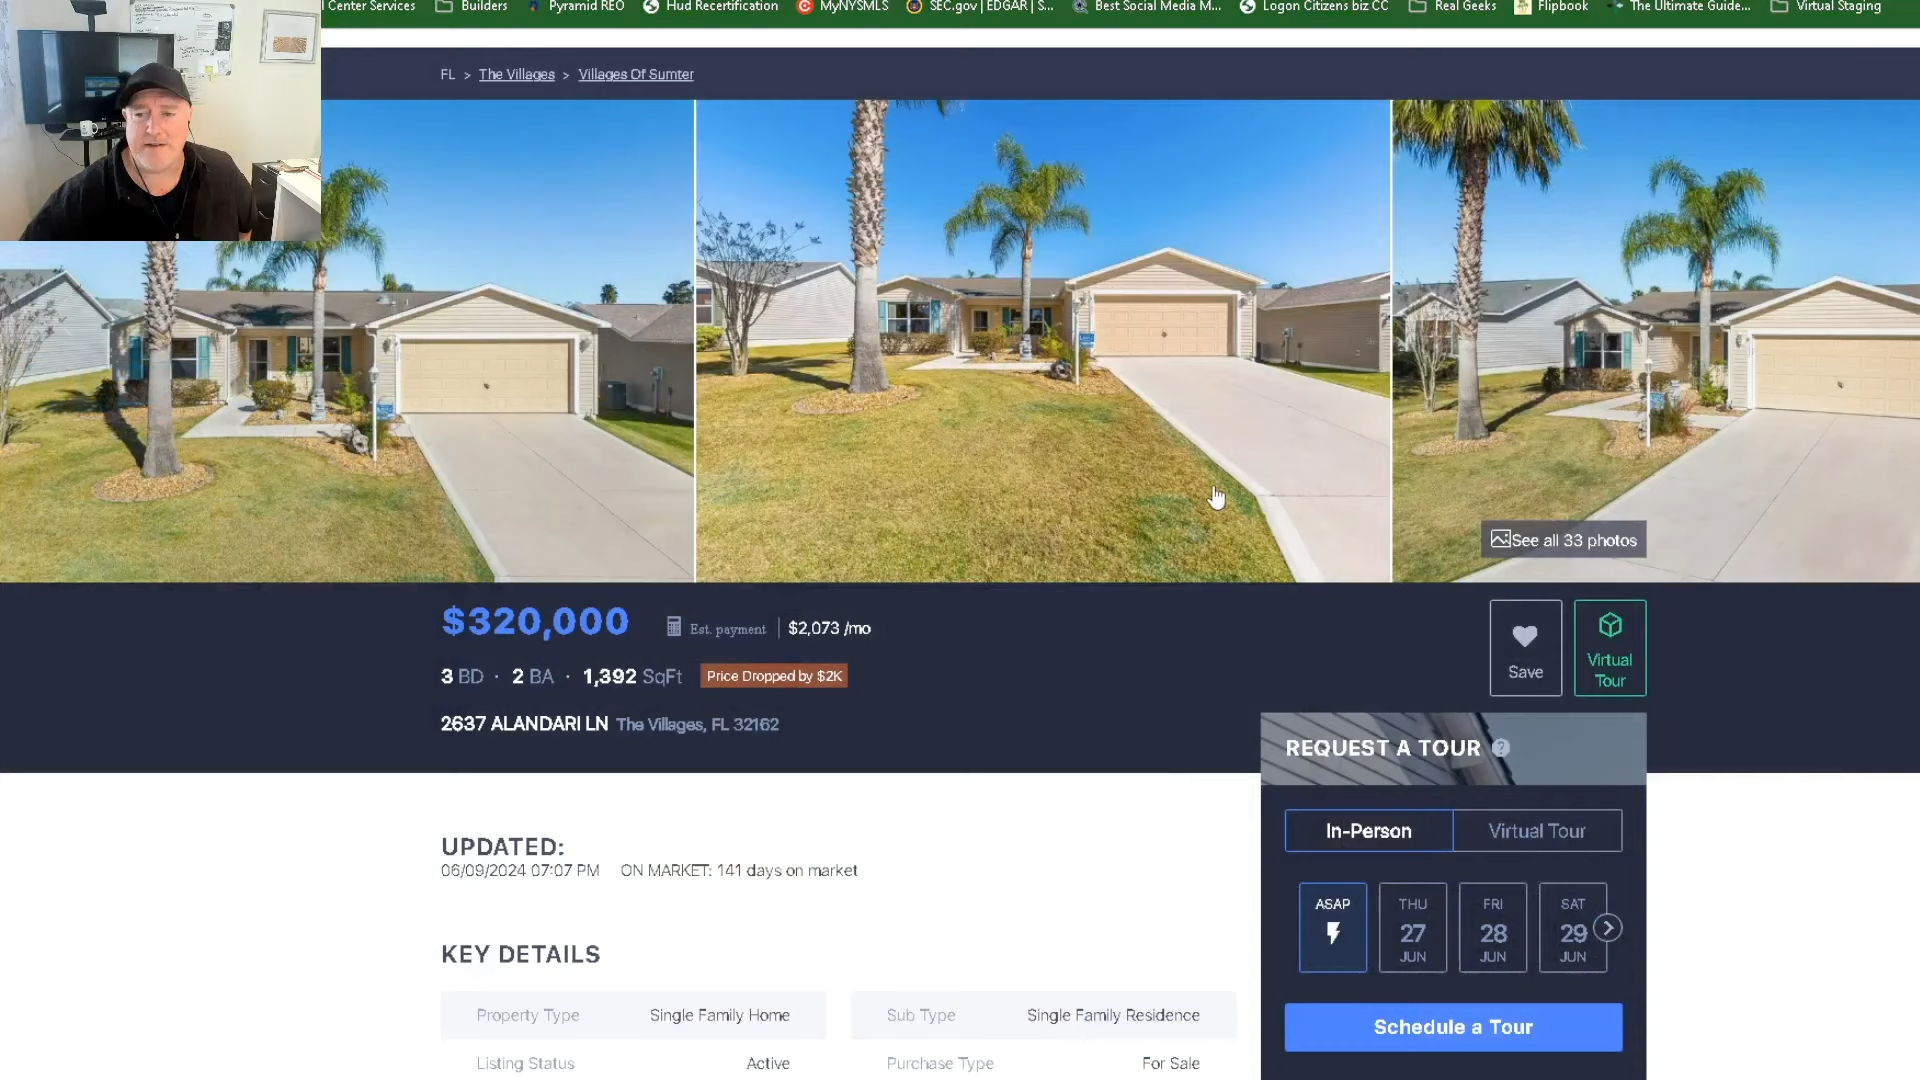 l Center Services
Builders
Pyramid REO
Hud Recertification
MyNYSMLS
SEC.gov | EDGAR | S...
Best Social Media M...
Logon Citizens biz CC
Real Geeks
Flipbook
The Ultimate Guide...
Virtual Staging
FL > The Villages > Villages Of Sumter
See all 33 photos
$320,000
Est. payment | $2,073 /mo
3 BD · 2 BA · 1,392 SqFt
Price Dropped by $2K
2637 ALANDARI LN The Villages, FL 32162
Save
Virtual
Tour
REQUEST A TOUR ?
In-Person
Virtual Tour
ASAP
THU
27
JUN
FRI
28
JUN
SAT
29
JUN
Schedule a Tour
UPDATED:
06/09/2024 07:07 PM ON MARKET: 141 days on market
KEY DETAILS
Property Type Single Family Home
Sub Type Single Family Residence
Listing Status Active
Purchase Type For Sale